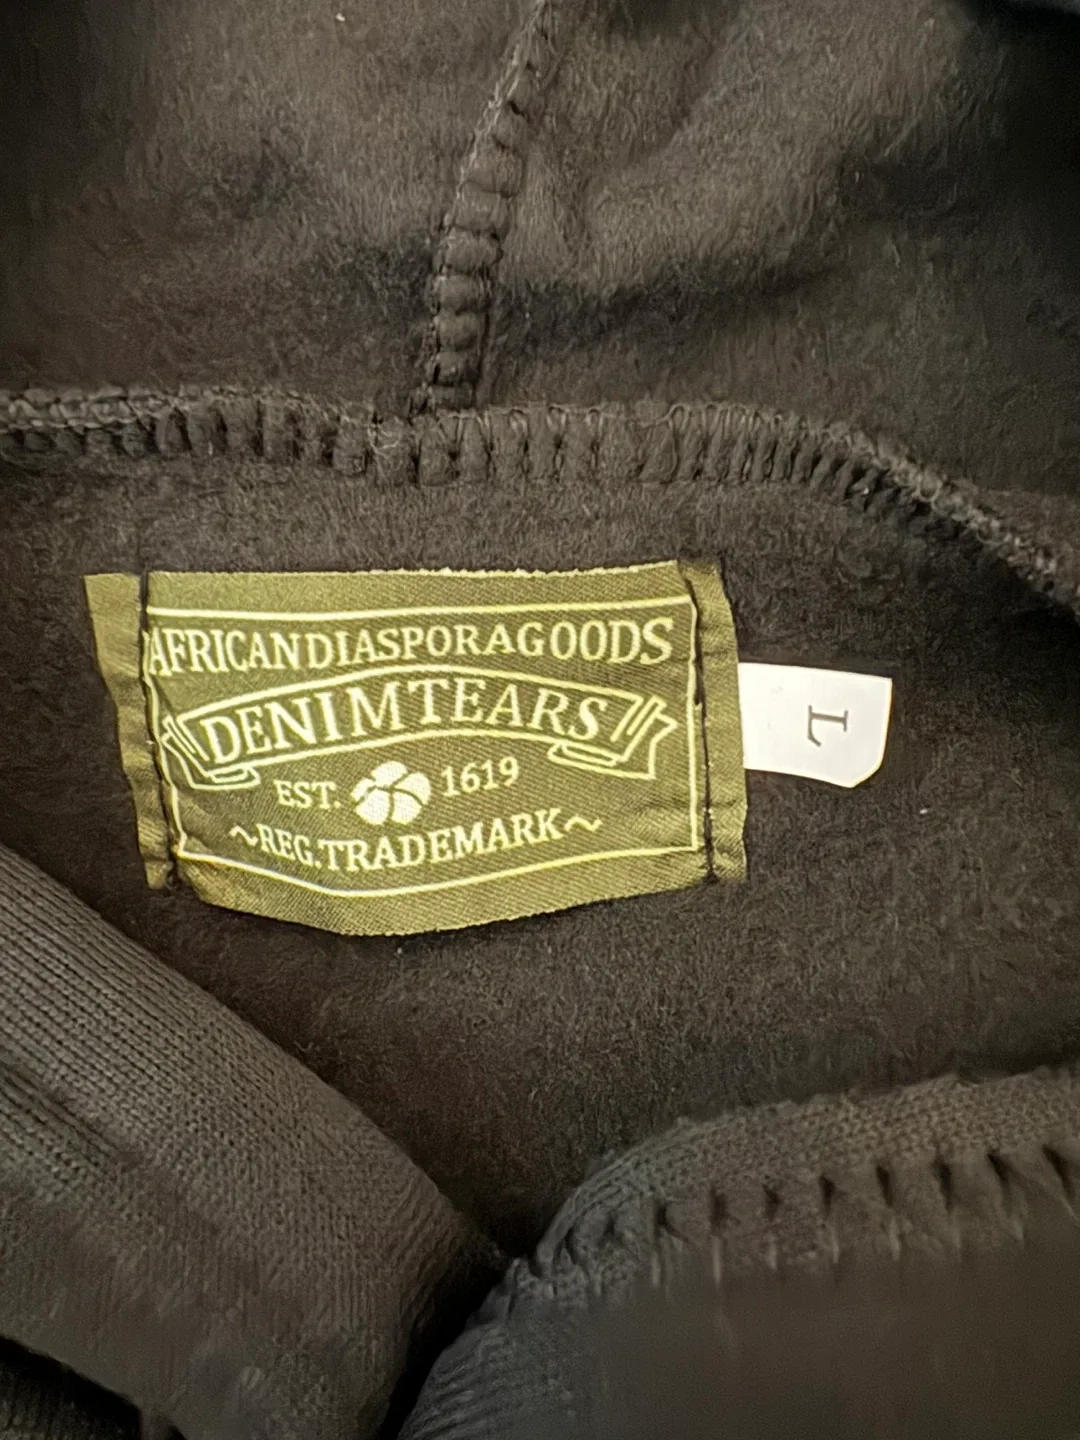 AFRICANDIASPORAGOODS
DENIMTEARS
EST. 1619
~REG.TRADEMARK~
L